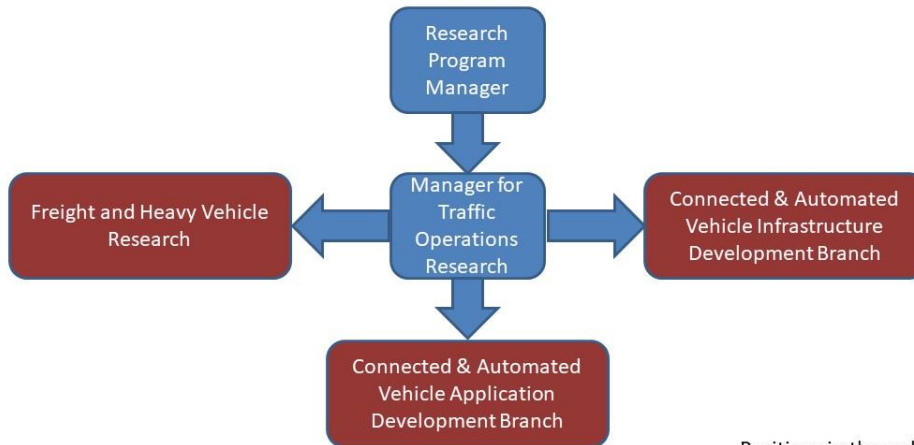 Research
Program
Manager
Manager for
Traffic
Operations
Research
Freight and Heavy Vehicle
Research
Connected & Automated
Vehicle Infrastructure
Development Branch
Connected & Automated
Vehicle Application
Development Branch